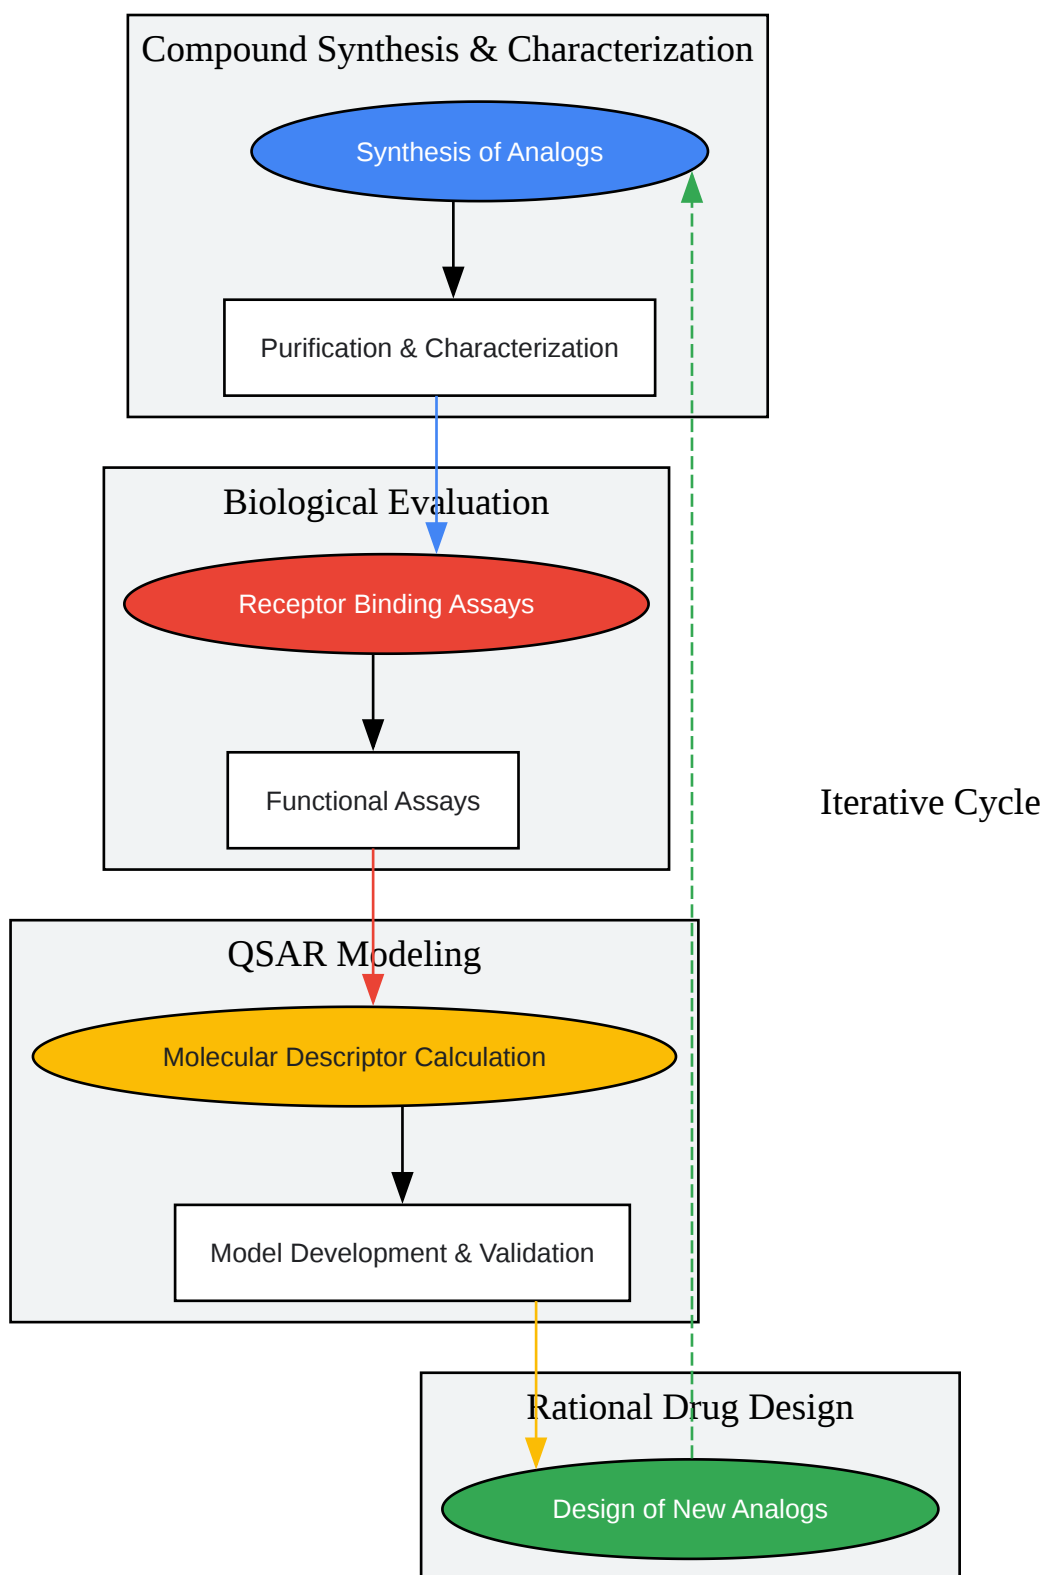 Compound Synthesis & Characterization
Synthesis of Analogs
Purification & Characterization
Biological Evaluation
Receptor Binding Assays
Functional Assays
Iterative Cycle
QSAR Modeling
Molecular Descriptor Calculation
Model Development & Validation
Rational Drug Design
Design of New Analogs